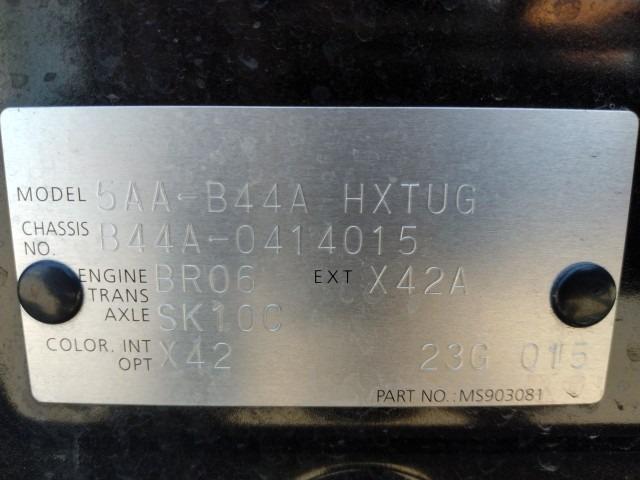 MODEL 5AA-B44A HXTUG
CHASSIS NO. B44A-0414015
ENGINE BR06 EXT X42A
TRANS AXLE SK10C
COLOR. INT
OPT X42 23G 015
PART NO.:MS903081